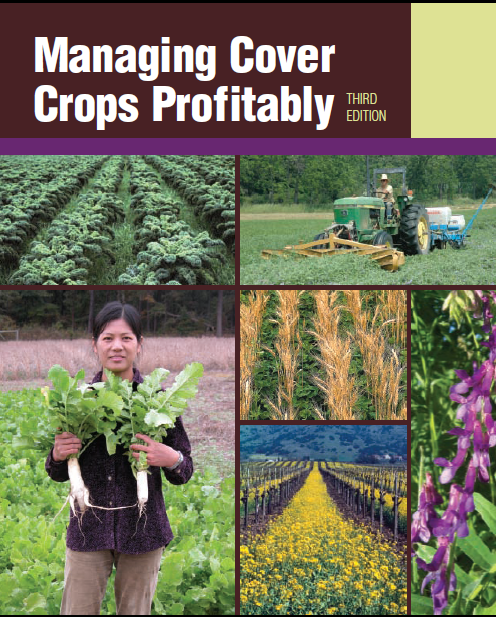 Managing Cover
Crops Profitably
THIRD
EDITION